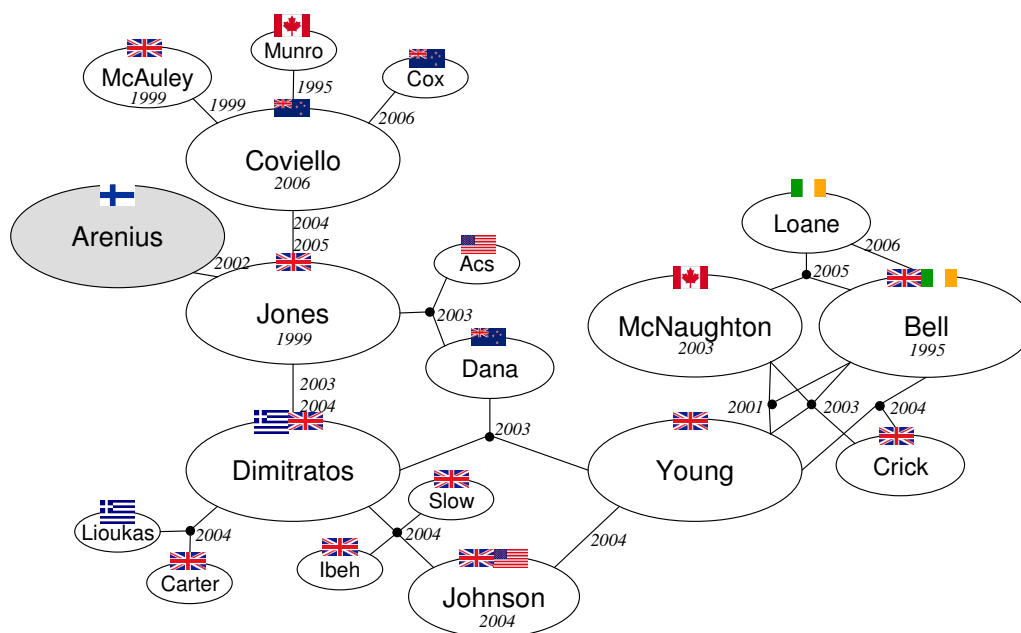 Munro
McAuley
1999
Cox
1999
1995
2006
Coviello
2006
Arenius
2002
2004
2005
Jones
1999
Acs
2003
Dana
Loane
2006
2005
McNaughton
2003
Bell
1995
2003
2004
2001
2003
2004
2003
Dimitratos
Young
Crick
Slow
Lioukas
2004
2004
2004
Ibeh
Carter
Johnson
2004